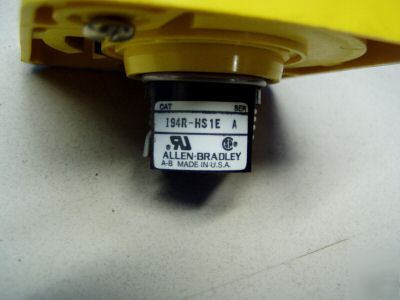 CAT SER
194R-HS1E A
ALLEN-BRADLEY
A-B MADE IN U.S.A.